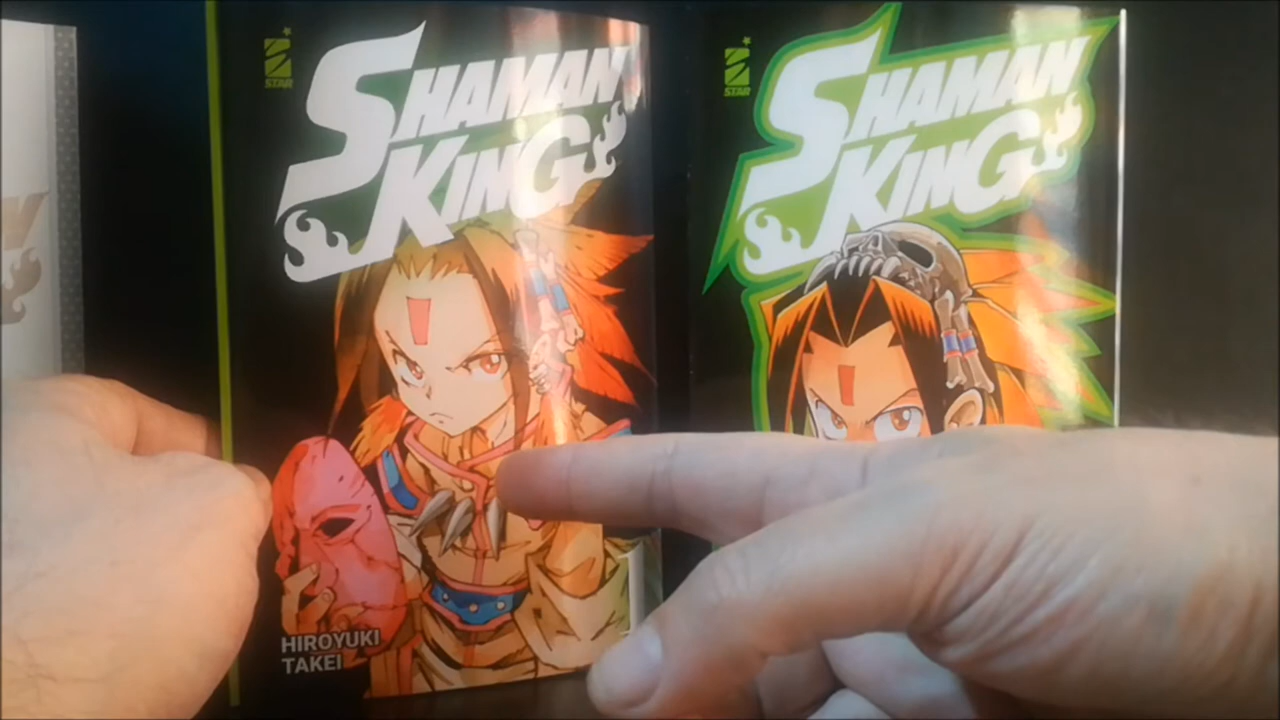 STAR
SHAMAN
KING
HIROYUKI
TAKEI
STAR
SHAMAN
KING